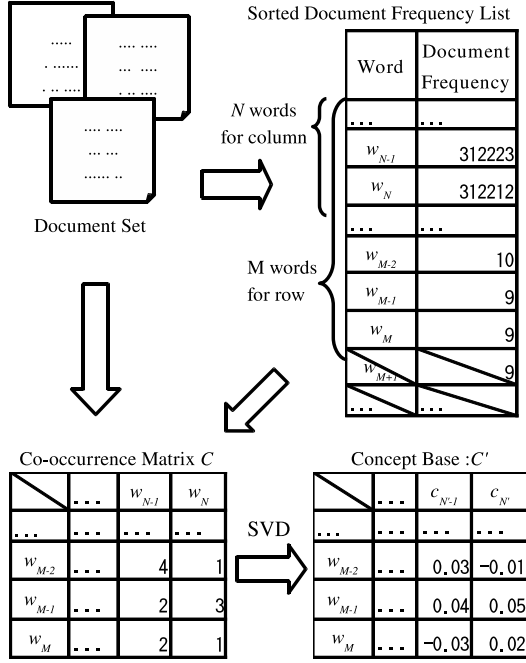 Sorted Document Frequency List
..... 
. ......
. .. ....
.... ....
... ....
. .. ....
.... ....
... ...
...... ..
Document Set
N words
for column
M words
for row
Word Document Frequency
... ...
w_{N-1} 312223
w_N 312212
... ...
w_{M-2} 10
w_{M-1} 9
w_M 9
w_{M+1} 9
... ...
Co-occurrence Matrix C
... w_{N-1} w_N
... ... ... ...
w_{M-2} ... 4 1
w_{M-1} ... 2 3
w_M ... 2 1
SVD
Concept Base :C'
... c_{N'-1} c_{N'}
... ... ... ...
w_{M-2} ... 0.03 -0.01
w_{M-1} ... 0.04 0.05
w_M ... -0.03 0.02